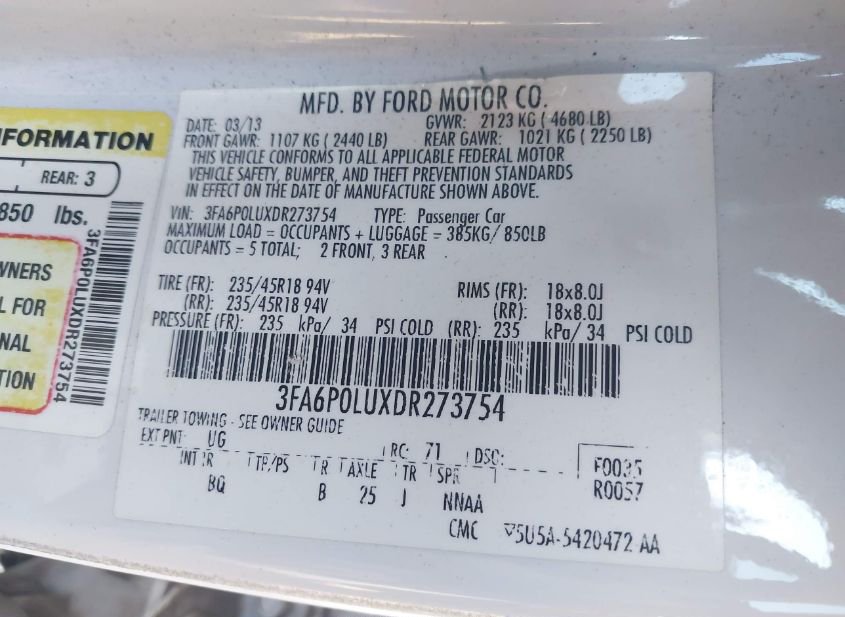 NFORMATION
REAR: 3
850 lbs.
WNERS
L FOR
NAL
TION
3FA6P0LUXDR273754
MFD. BY FORD MOTOR CO.
DATE: 03/13 GVWR: 2123 KG ( 4680 LB)
FRONT GAWR: 1107 KG ( 2440 LB) REAR GAWR: 1021 KG ( 2250 LB)
THIS VEHICLE CONFORMS TO ALL APPLICABLE FEDERAL MOTOR
VEHICLE SAFETY, BUMPER, AND THEFT PREVENTION STANDARDS
IN EFFECT ON THE DATE OF MANUFACTURE SHOWN ABOVE.
VIN: 3FA6P0LUXDR273754 TYPE: Passenger Car
MAXIMUM LOAD = OCCUPANTS + LUGGAGE = 385KG/ 850LB
OCCUPANTS = 5 TOTAL; 2 FRONT, 3 REAR
TIRE (FR): 235/45R18 94V RIMS (FR): 18x8.0J
(RR): 235/45R18 94V (RR): 18x8.0J
PRESSURE (FR): 235 kPa/ 34 PSI COLD (RR): 235 kPa/ 34 PSI COLD
3FA6P0LUXDR273754
TRAILER TOWING - SEE OWNER GUIDE
EXT PNT: UG RC: 71 DSO: F0035
INT TR TP/PS R AXLE TR SPR R0057
BQ B 25 J NNAA
CMC 5U5A-5420472 AA